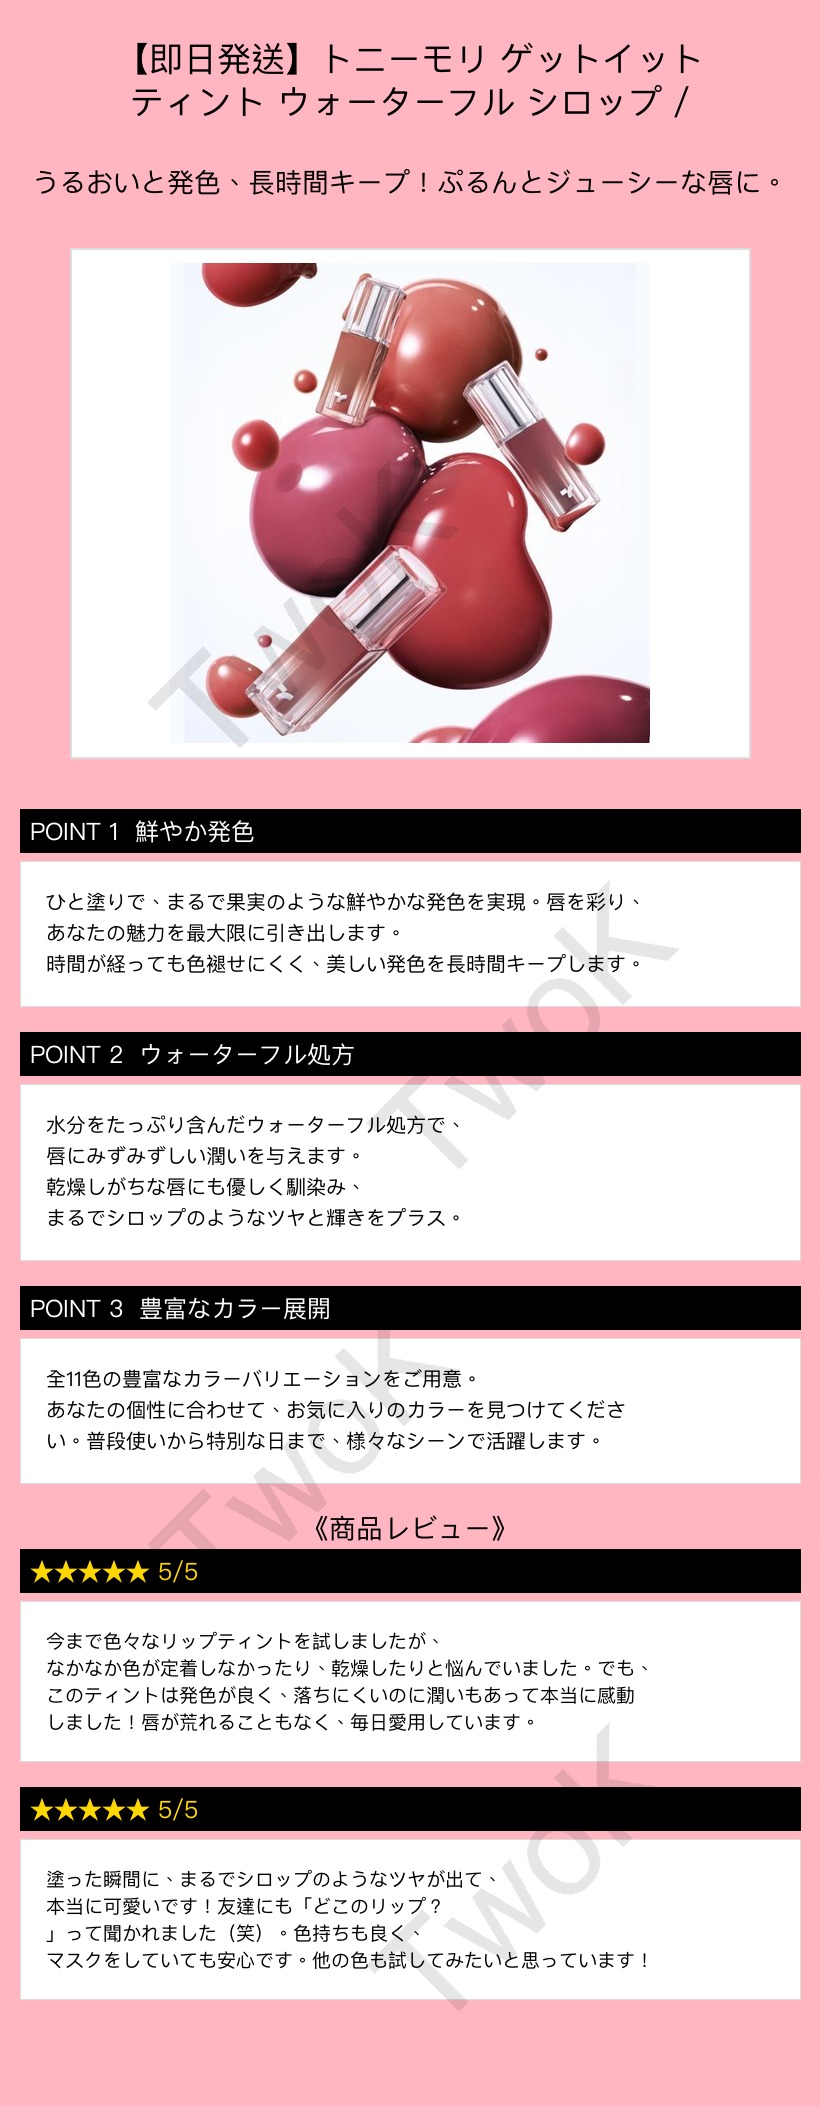 【即日発送】トニーモリ ゲットイット
ティント ウォーターフル シロップ /
うるおいと発色、長時間キープ！ぷるんとジューシーな唇に。
TwoK
POINT 1 鮮やか発色
ひと塗りで、まるで果実のような鮮やかな発色を実現。唇を彩り、
あなたの魅力を最大限に引き出します。
時間が経っても色褪せにくく、美しい発色を長時間キープします。
TwoK
POINT 2 ウォーターフル処方
水分をたっぷり含んだウォーターフル処方で、
唇にみずみずしい潤いを与えます。
乾燥しがちな唇にも優しく馴染み、
まるでシロップのようなツヤと輝きをプラス。
POINT 3 豊富なカラー展開
全11色の豊富なカラーバリエーションをご用意。
あなたの個性に合わせて、お気に入りのカラーを見つけてくださ
い。普段使いから特別な日まで、様々なシーンで活躍します。
TwoK
《商品レビュー》
★★★★★ 5/5
今まで色々なリップティントを試しましたが、
なかなか色が定着しなかったり、乾燥したりと悩んでいました。でも、
このティントは発色が良く、落ちにくいのに潤いもあって本当に感動
しました！唇が荒れることもなく、毎日愛用しています。
★★★★★ 5/5
塗った瞬間に、まるでシロップのようなツヤが出て、
本当に可愛いです！友達にも「どこのリップ？
」って聞かれました（笑）。色持ちも良く、
マスクをしていても安心です。他の色も試してみたいと思っています！
TwoK